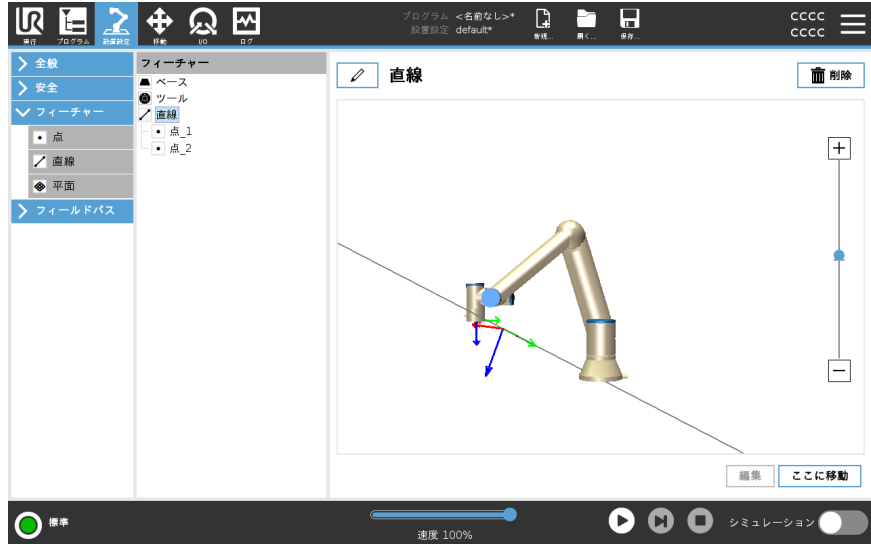 UR
実行
プログラム
設置設定
移動
I/O
ログ
プログラム <名前なし>*
設置設定 default*
新規...
開く...
保存...
CCCC
CCCC
全般
安全
フィーチャー
点
直線
平面
フィールドバス
フィーチャー
ベース
ツール
直線
点_1
点_2
直線
削除
編集
ここに移動
標準
速度 100%
シミュレーション